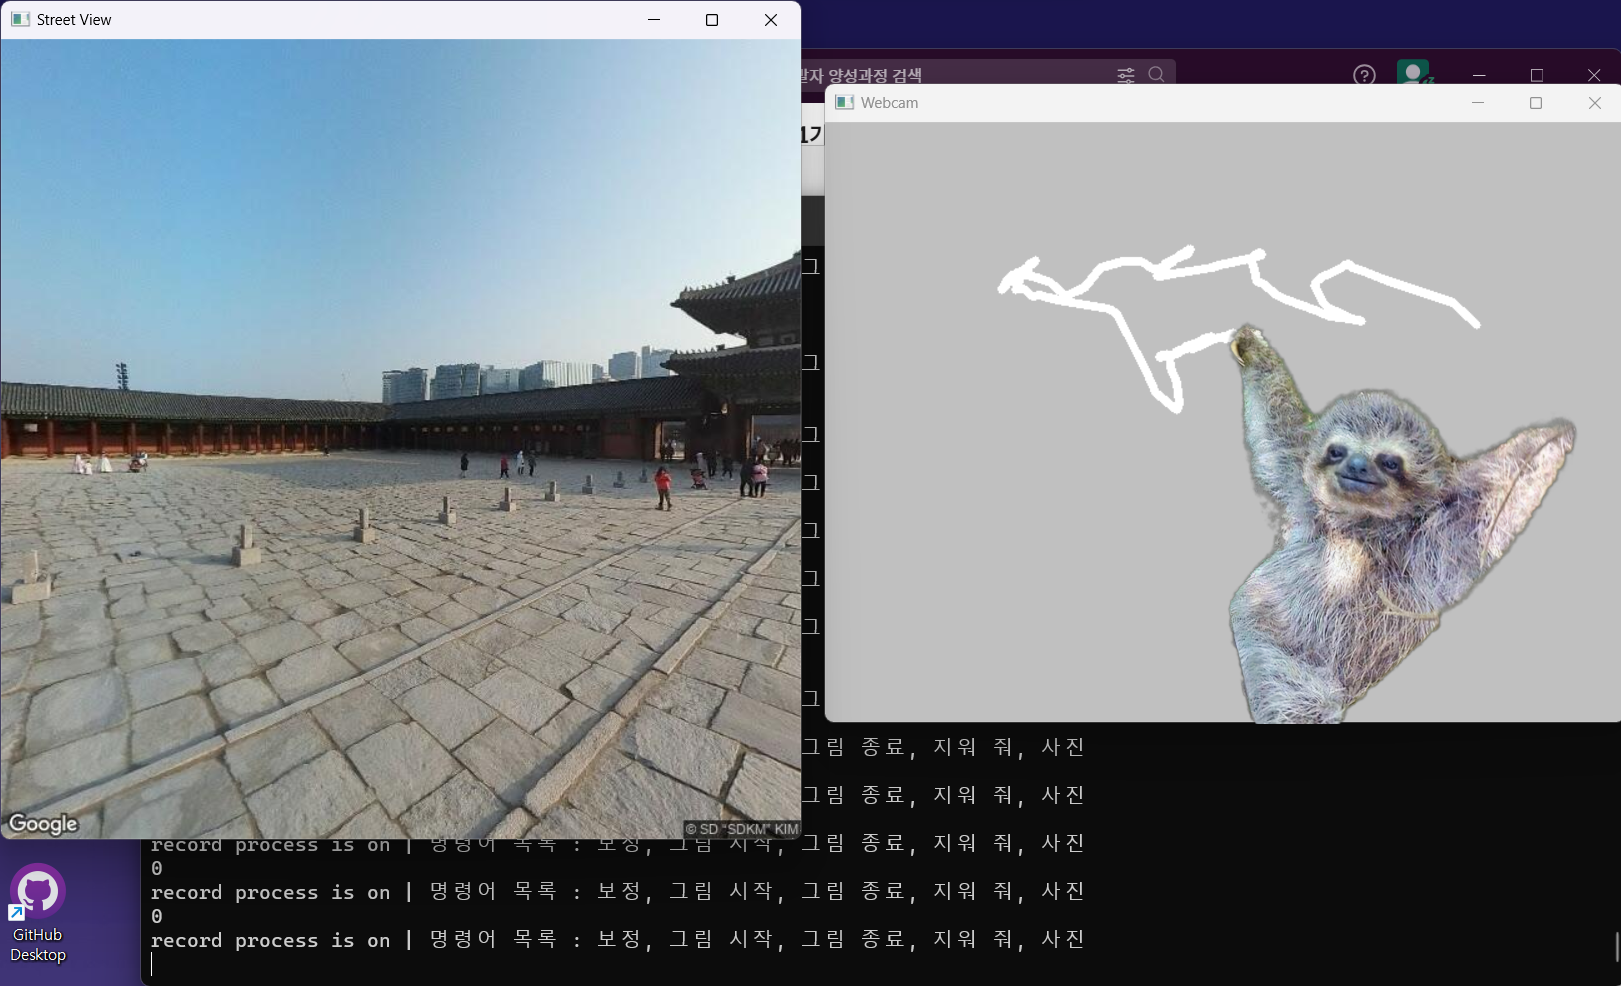 Street View
발자 양성과정 검색
Webcam
1기
그
그
그
그
그
그
그
그
그림 종료, 지워 줘, 사진
그림 종료, 지워 줘, 사진
Google
© SD "SDKM" KIM
record process is on | 명령어 목록 : 보정, 그림 시작, 그림 종료, 지워 줘, 사진
0
record process is on | 명령어 목록 : 보정, 그림 시작, 그림 종료, 지워 줘, 사진
0
record process is on | 명령어 목록 : 보정, 그림 시작, 그림 종료, 지워 줘, 사진
GitHub
Desktop